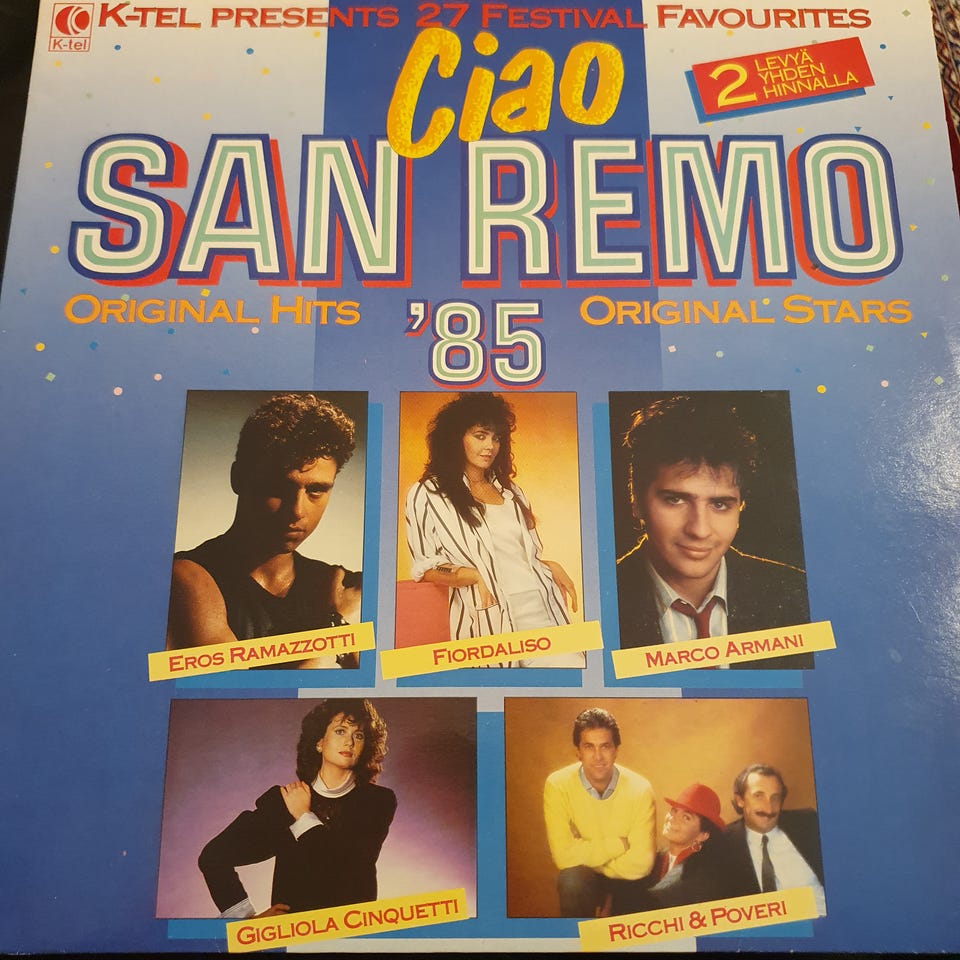 K-TEL PRESENTS 27 FESTIVAL FAVOURITES
K-tel
Ciao
2 LEVYÄ
YHDEN
HINNALLA
SAN REMO
ORIGINAL HITS '85 ORIGINAL STARS
EROS RAMAZZOTTI
FIORDALISO
MARCO ARMANI
GIGLIOLA CINQUETTI
RICCHI & POVERI